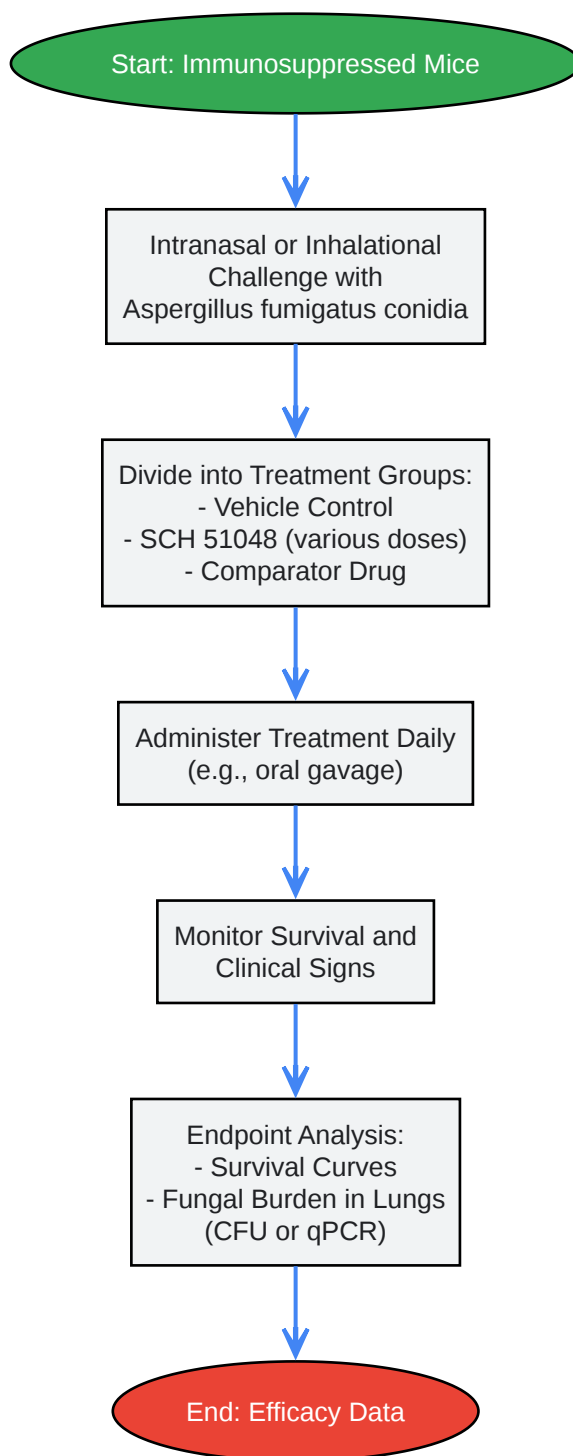 Start: Immunosuppressed Mice
Intranasal or Inhalational
Challenge with
Aspergillus fumigatus conidia
Divide into Treatment Groups:
- Vehicle Control
- SCH 51048 (various doses)
- Comparator Drug
Administer Treatment Daily
(e.g., oral gavage)
Monitor Survival and
Clinical Signs
Endpoint Analysis:
- Survival Curves
- Fungal Burden in Lungs
(CFU or qPCR)
End: Efficacy Data